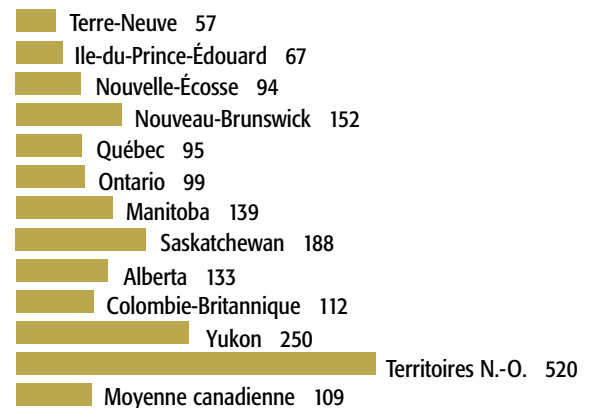 Terre-Neuve 57
Ile-du-Prince-Édouard 67
Nouvelle-Écosse 94
Nouveau-Brunswick 152
Québec 95
Ontario 99
Manitoba 139
Saskatchewan 188
Alberta 133
Colombie-Britannique 112
Yukon 250
Territoires N.-O. 520
Moyenne canadienne 109